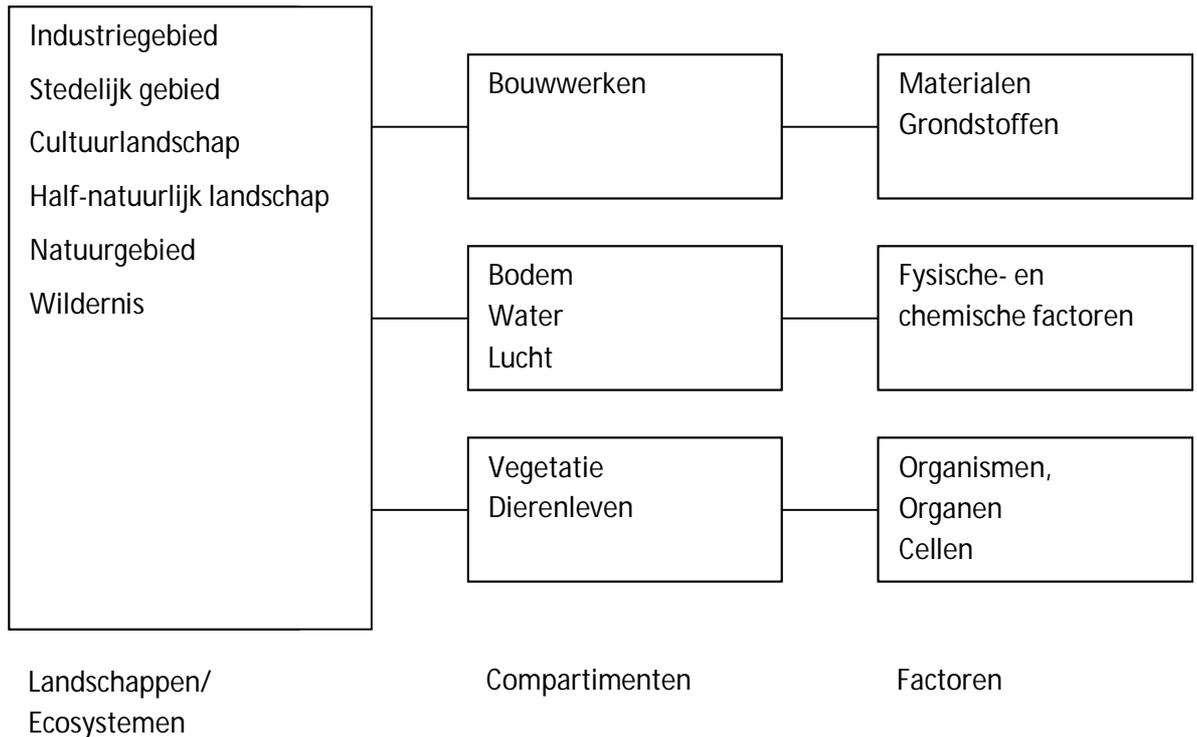 Industriegebied
Stedelijk gebied
Cultuurlandschap
Half-natuurlijk landschap
Natuurgebied
Wildernis
Bouwwerken
Materialen
Grondstoffen
Bodem
Water
Lucht
Fysische- en
chemische factoren
Vegetatie
Dierenleven
Organismen,
Organen
Cellen
Landschappen/
Ecosystemen
Compartimenten
Factoren